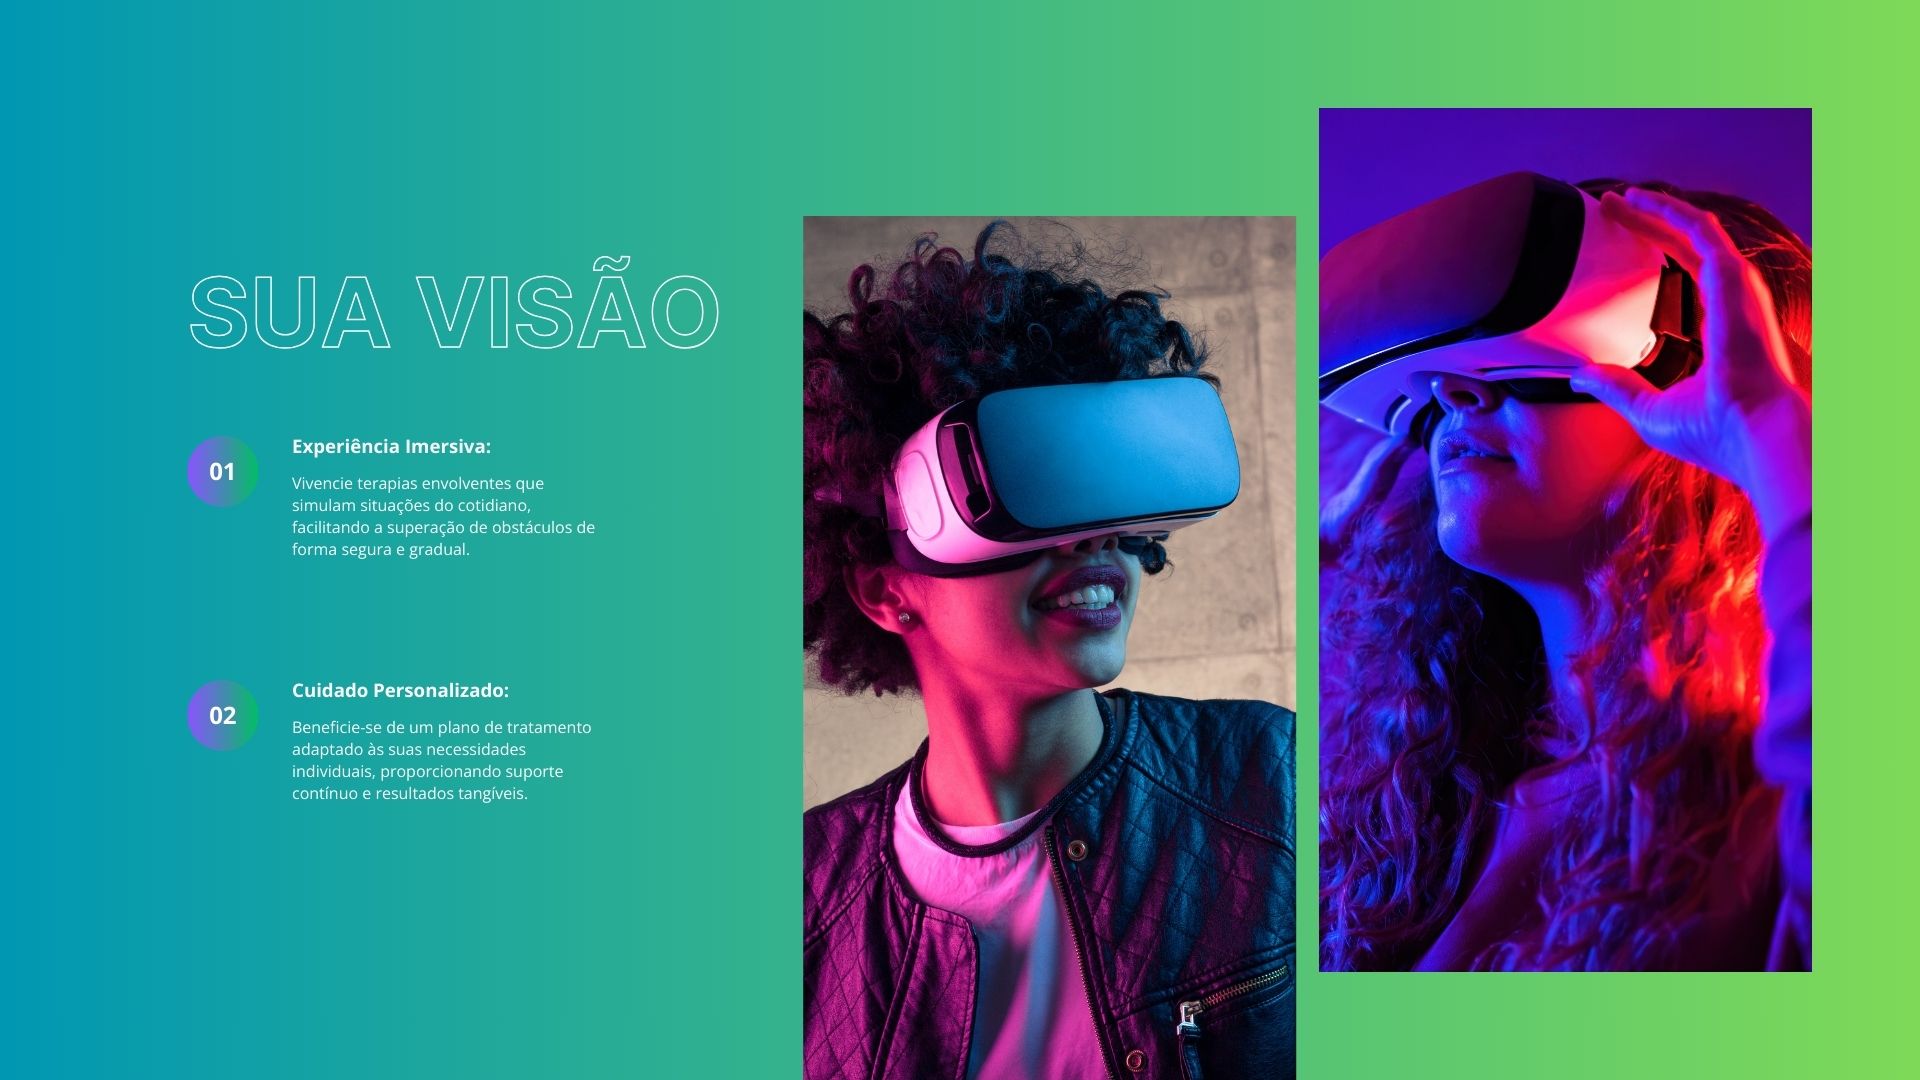 SUA VISÃO
01
Experiência Imersiva:
Vivencie terapias envolventes que
simulam situações do cotidiano,
facilitando a superação de obstáculos de
forma segura e gradual.
02
Cuidado Personalizado:
Beneficie-se de um plano de tratamento
adaptado às suas necessidades
individuais, proporcionando suporte
contínuo e resultados tangíveis.